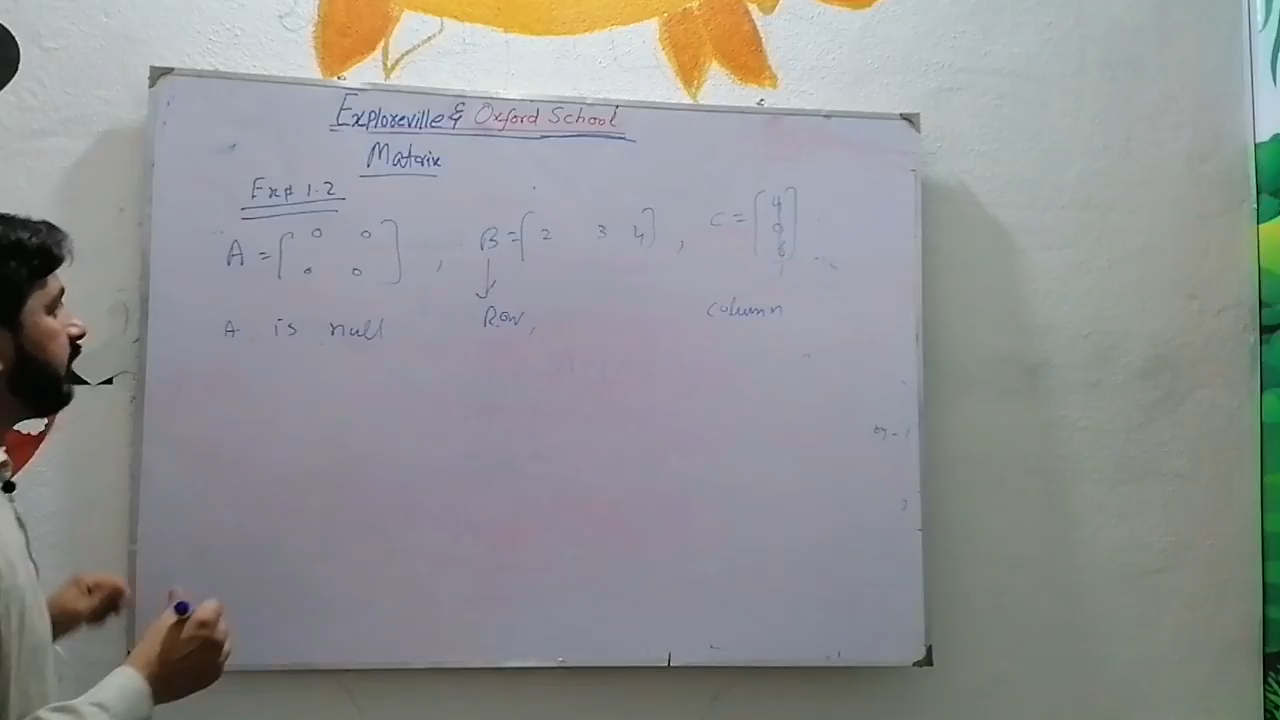 Exploreville & Oxford School
Matrix
Ex# 1.2
A = [0 0
0 0] , B = [2 3 4] , C = [4
0
6]
Row, column
A is null